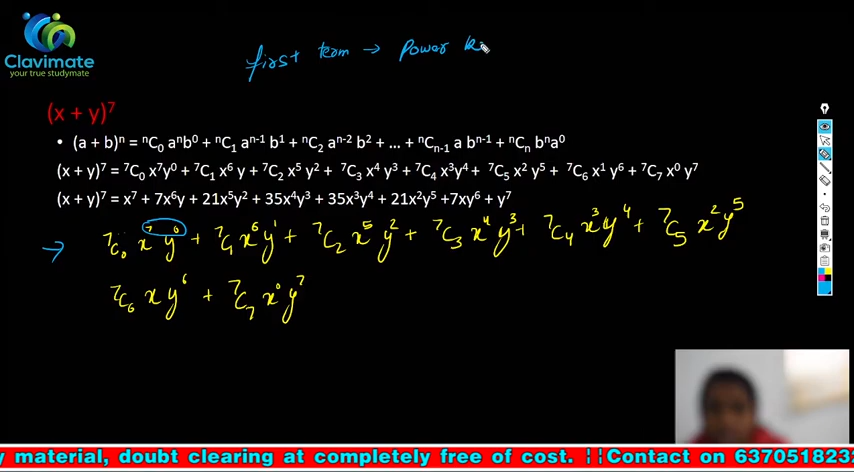 first term → Power
Clavimate
your true studymate
(x + y)⁷
• (a + b)ⁿ = ⁿC₀ aⁿb⁰ + ⁿC₁ aⁿ⁻¹ b¹ + ⁿC₂ aⁿ⁻² b² + ... + ⁿCₙ₋₁ a bⁿ⁻¹ + ⁿCₙ bⁿa⁰
(x + y)⁷ = ⁷C₀ x⁷y⁰ + ⁷C₁ x⁶ y + ⁷C₂ x⁵ y² + ⁷C₃ x⁴ y³ + ⁷C₄ x³y⁴ + ⁷C₅ x² y⁵ + ⁷C₆ x¹ y⁶ + ⁷C₇ x⁰ y⁷
(x + y)⁷ = x⁷ + 7x⁶y + 21x⁵y² + 35x⁴y³ + 35x³y⁴ + 21x²y⁵ +7xy⁶ + y⁷
→ ⁷C₀ x⁷ y⁰ + ⁷C₁ x⁶ y¹ + ⁷C₂ x⁵ y² + ⁷C₃ x⁴ y³ + ⁷C₄ x³ y⁴ + ⁷C₅ x² y⁵
⁷C₆ x y⁶ + ⁷C₇ x⁰ y⁷
y material, doubt clearing at completely free of cost. ||Contact on 6370518232